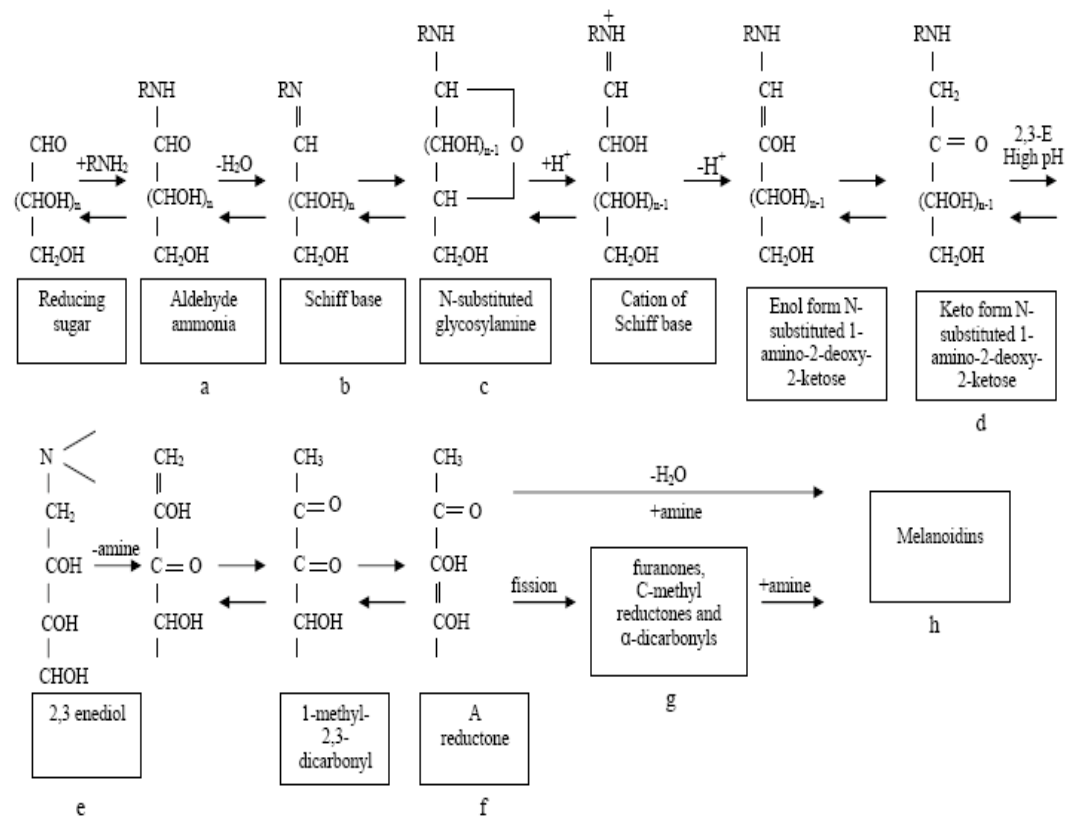 RNH
CH
(CHOH)n-1 O
CH
CH₂OH
+
RNH
CH
CHOH
(CHOH)n-1
CH₂OH
RNH
CH
COH
(CHOH)n-1
CH₂OH
RNH
CH₂
C = O
(CHOH)n-1
CH₂OH
RNH
CHO
(CHOH)n
CH₂OH
RN
CH
(CHOH)n
CH₂OH
CHO
(CHOH)n
CH₂OH
+RNH₂
-H₂O
+H⁺
-H⁺
2,3-E
High pH
Reducing
sugar
Aldehyde
ammonia
Schiff base
N-substituted
glycosylamine
Cation of
Schiff base
Enol form N-
substituted 1-
amino-2-deoxy-
2-ketose
Keto form N-
substituted 1-
amino-2-deoxy-
2-ketose
a
b
c
d
N
CH₂
COH
COH
CHOH
-amine
CH₂
COH
C = O
CHOH
CH₃
C=O
C=O
CHOH
CH₃
C= O
COH
COH
-H₂O
+amine
fission
furanones,
C-methyl
reductones and
α-dicarbonyls
+amine
Melanoidins
2,3 enediol
1-methyl-
2,3-
dicarbonyl
A
reductone
e
f
g
h